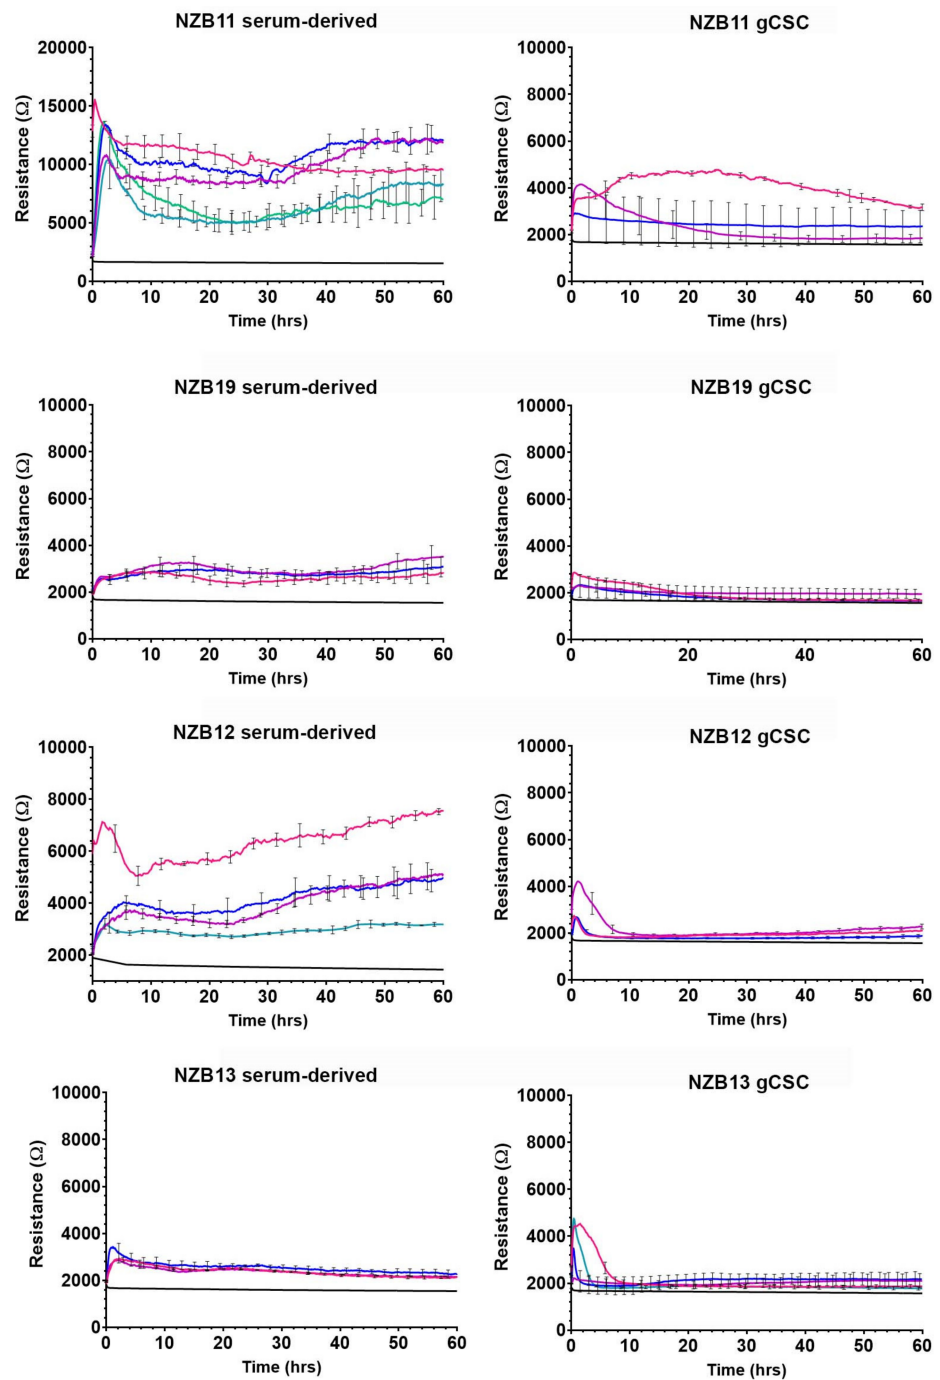 NZB11 serum-derived
Resistance (Ω)
20000
15000
10000
5000
0
0 10 20 30 40 50 60
Time (hrs)
NZB11 gCSC
Resistance (Ω)
10000
8000
6000
4000
2000
0
0 10 20 30 40 50 60
Time (hrs)
NZB19 serum-derived
Resistance (Ω)
10000
8000
6000
4000
2000
0
0 10 20 30 40 50 60
Time (hrs)
NZB19 gCSC
Resistance (Ω)
10000
8000
6000
4000
2000
0
0 20 40 60
Time (hrs)
NZB12 serum-derived
Resistance (Ω)
10000
8000
6000
4000
2000
0 10 20 30 40 50 60
Time (hrs)
NZB12 gCSC
Resistance (Ω)
10000
8000
6000
4000
2000
0
0 10 20 30 40 50 60
Time (hrs)
NZB13 serum-derived
Resistance (Ω)
10000
8000
6000
4000
2000
0
0 10 20 30 40 50 60
Time (hrs)
NZB13 gCSC
Resistance (Ω)
10000
8000
6000
4000
2000
0
0 10 20 30 40 50 60
Time (hrs)